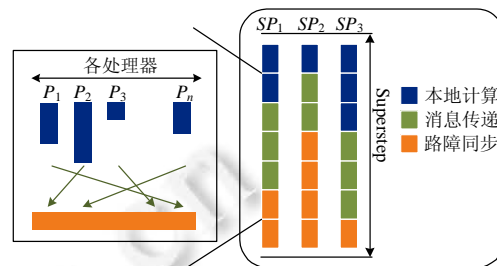 各处理器
P1 P2 P3 Pn
SP1 SP2 SP3
Superstep
本地计算
消息传递
路障同步